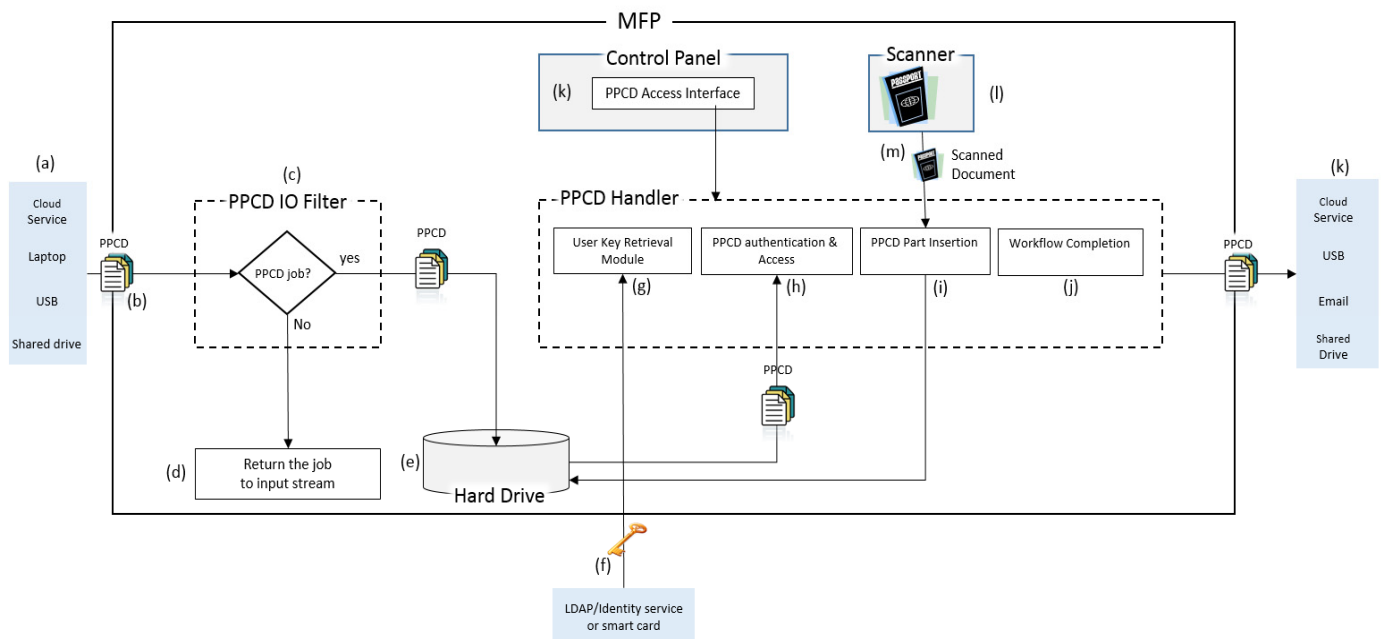 MFP
Control Panel
(k)
PPCD Access Interface
Scanner
PASSPORT
(l)
(m)
PASSPORT
Scanned
Document
(a)
Cloud
Service
Laptop
USB
Shared drive
PPCD
(b)
(c)
PPCD IO Filter
PPCD job?
yes
No
PPCD
(d)
Return the job
to input stream
(e)
Hard Drive
PPCD Handler
User Key Retrieval
Module
(g)
PPCD authentication &
Access
(h)
PPCD Part Insertion
(i)
Workflow Completion
(j)
PPCD
PPCD
(k)
Cloud
Service
USB
Email
Shared
Drive
(f)
LDAP/Identity service
or smart card